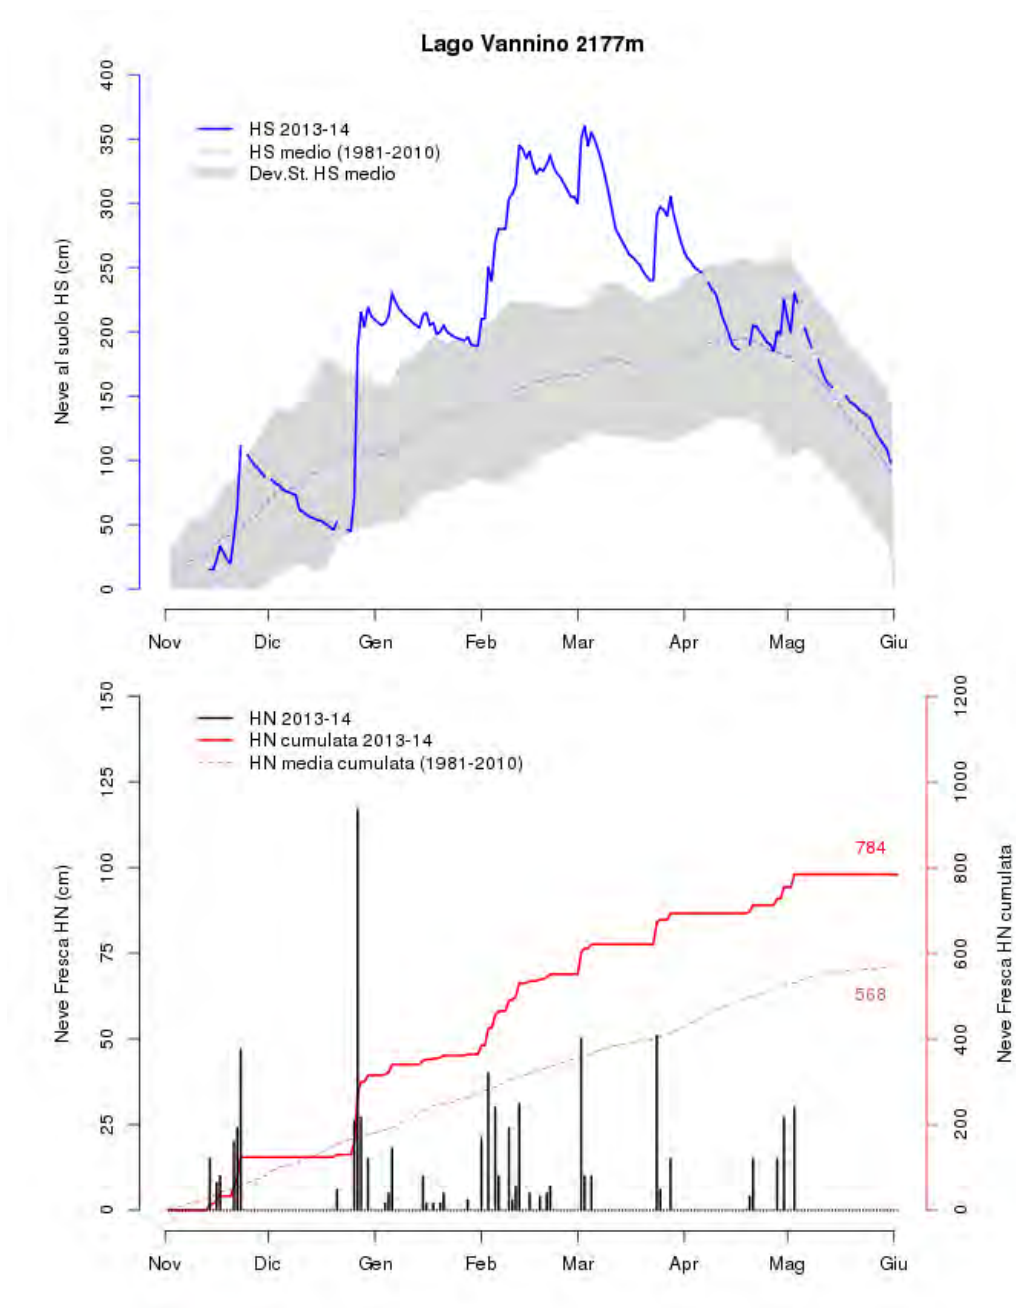 Lago Vannino 2177m
HS 2013-14
HS medio (1981-2010)
Dev.St. HS medio
Neve al suolo HS (cm)
400
350
300
250
200
150
100
50
0
Nov Dic Gen Feb Mar Apr Mag Giu
HN 2013-14
HN cumulata 2013-14
HN media cumulata (1981-2010)
Neve Fresca HN (cm)
150
125
100
75
50
25
0
784
568
1200
1000
800
600
400
200
0
Neve Fresca HN cumulata
Nov Dic Gen Feb Mar Apr Mag Giu